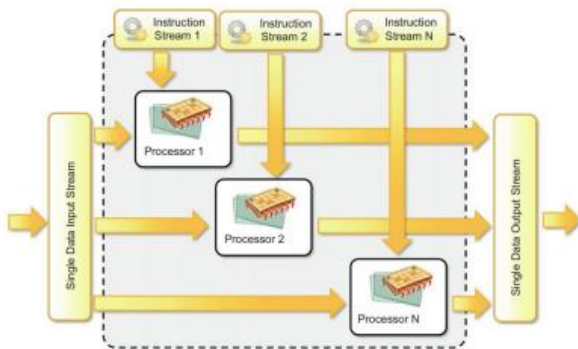 Instruction
Stream 1
Instruction
Stream 2
Instruction
Stream N
Single Data Input Stream
Processor 1
Processor 2
Processor N
Single Data Output Stream